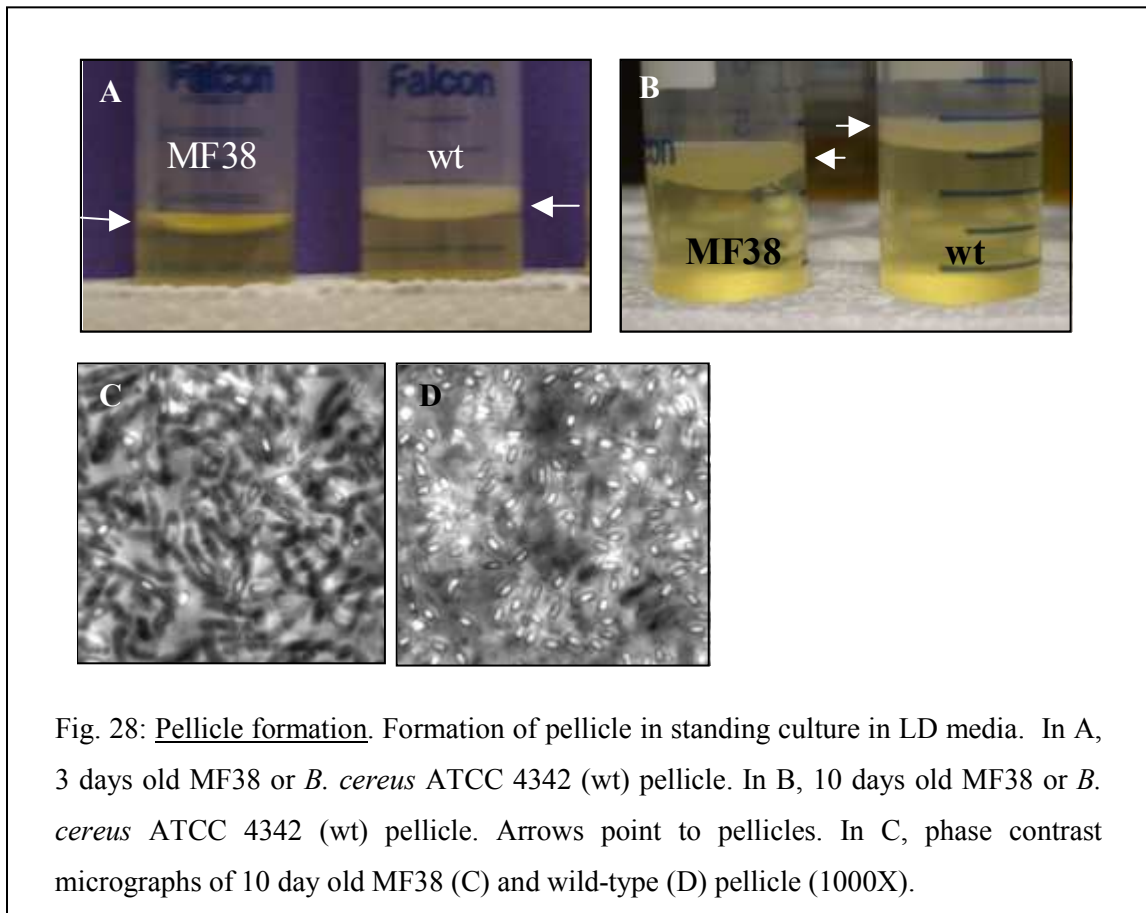 A
Falcon
Falcon
MF38
wt
B
con
MF38
wt
C
D
Fig. 28: Pellicle formation. Formation of pellicle in standing culture in LD media. In A,
3 days old MF38 or B. cereus ATCC 4342 (wt) pellicle. In B, 10 days old MF38 or B.
cereus ATCC 4342 (wt) pellicle. Arrows point to pellicles. In C, phase contrast
micrographs of 10 day old MF38 (C) and wild-type (D) pellicle (1000X).